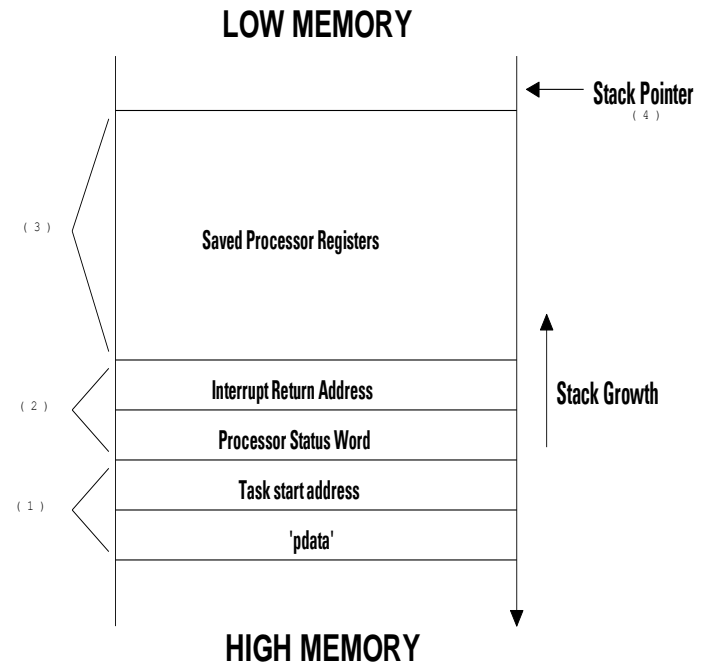 LOW MEMORY
Stack Pointer
( 4 )
( 3 )
Saved Processor Registers
Interrupt Return Address
Stack Growth
( 2 )
Processor Status Word
Task start address
( 1 )
'pdata'
HIGH MEMORY